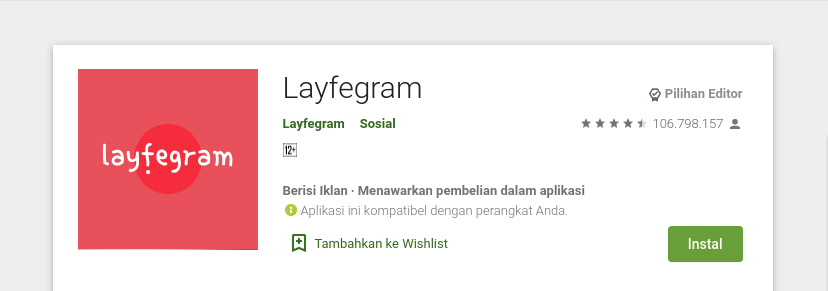 layfegram
Layfegram
Pilihan Editor
Layfegram Sosial
106.798.157
12+
Berisi Iklan · Menawarkan pembelian dalam aplikasi
Aplikasi ini kompatibel dengan perangkat Anda.
Tambahkan ke Wishlist
Instal